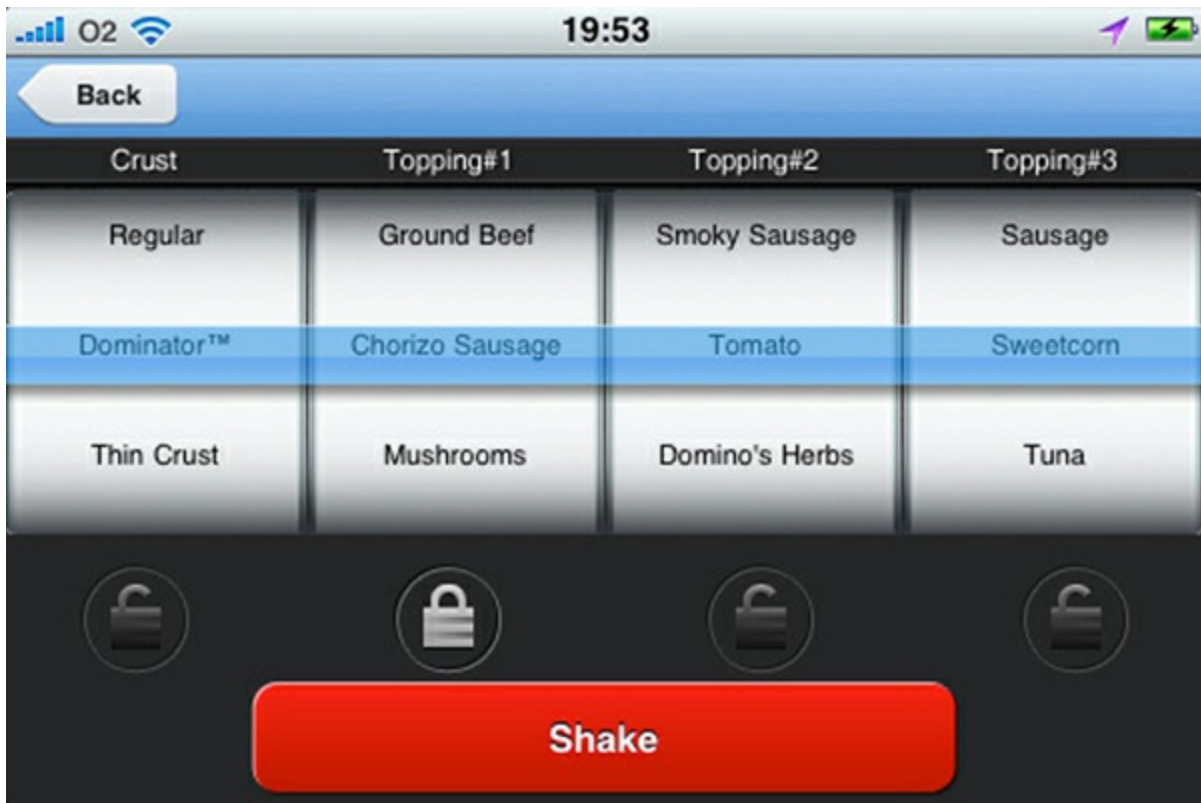 O2 19:53
Back
Crust Topping#1 Topping#2 Topping#3
Regular Ground Beef Smoky Sausage Sausage
Dominator™ Chorizo Sausage Tomato Sweetcorn
Thin Crust Mushrooms Domino's Herbs Tuna
Shake